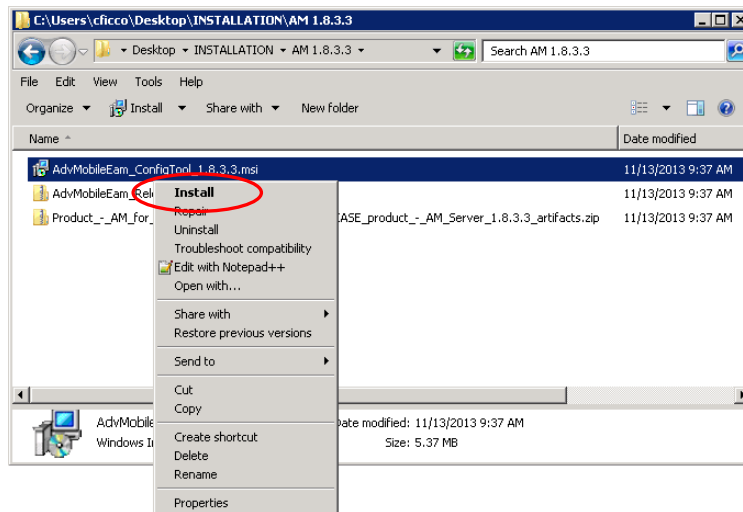 C:\Users\cficco\Desktop\INSTALLATION\AM 1.8.3.3
Desktop INSTALLATION AM 1.8.3.3 Search AM 1.8.3.3
File Edit View Tools Help
Organize Install Share with New folder
Name Date modified
AdvMobileEam_ConfigTool_1.8.3.3.msi 11/13/2013 9:37 AM
AdvMobileEam_Rel 11/13/2013 9:37 AM
Product_-_AM_for_ ASE_product_-_AM_Server_1.8.3.3_artifacts.zip 11/13/2013 9:37 AM
Install
Repair
Uninstall
Troubleshoot compatibility
Edit with Notepad++
Open with...
Share with
Restore previous versions
Send to
Cut
Copy
Create shortcut
Delete
Rename
Properties
AdvMobile Date modified: 11/13/2013 9:37 AM
Windows I Size: 5.37 MB